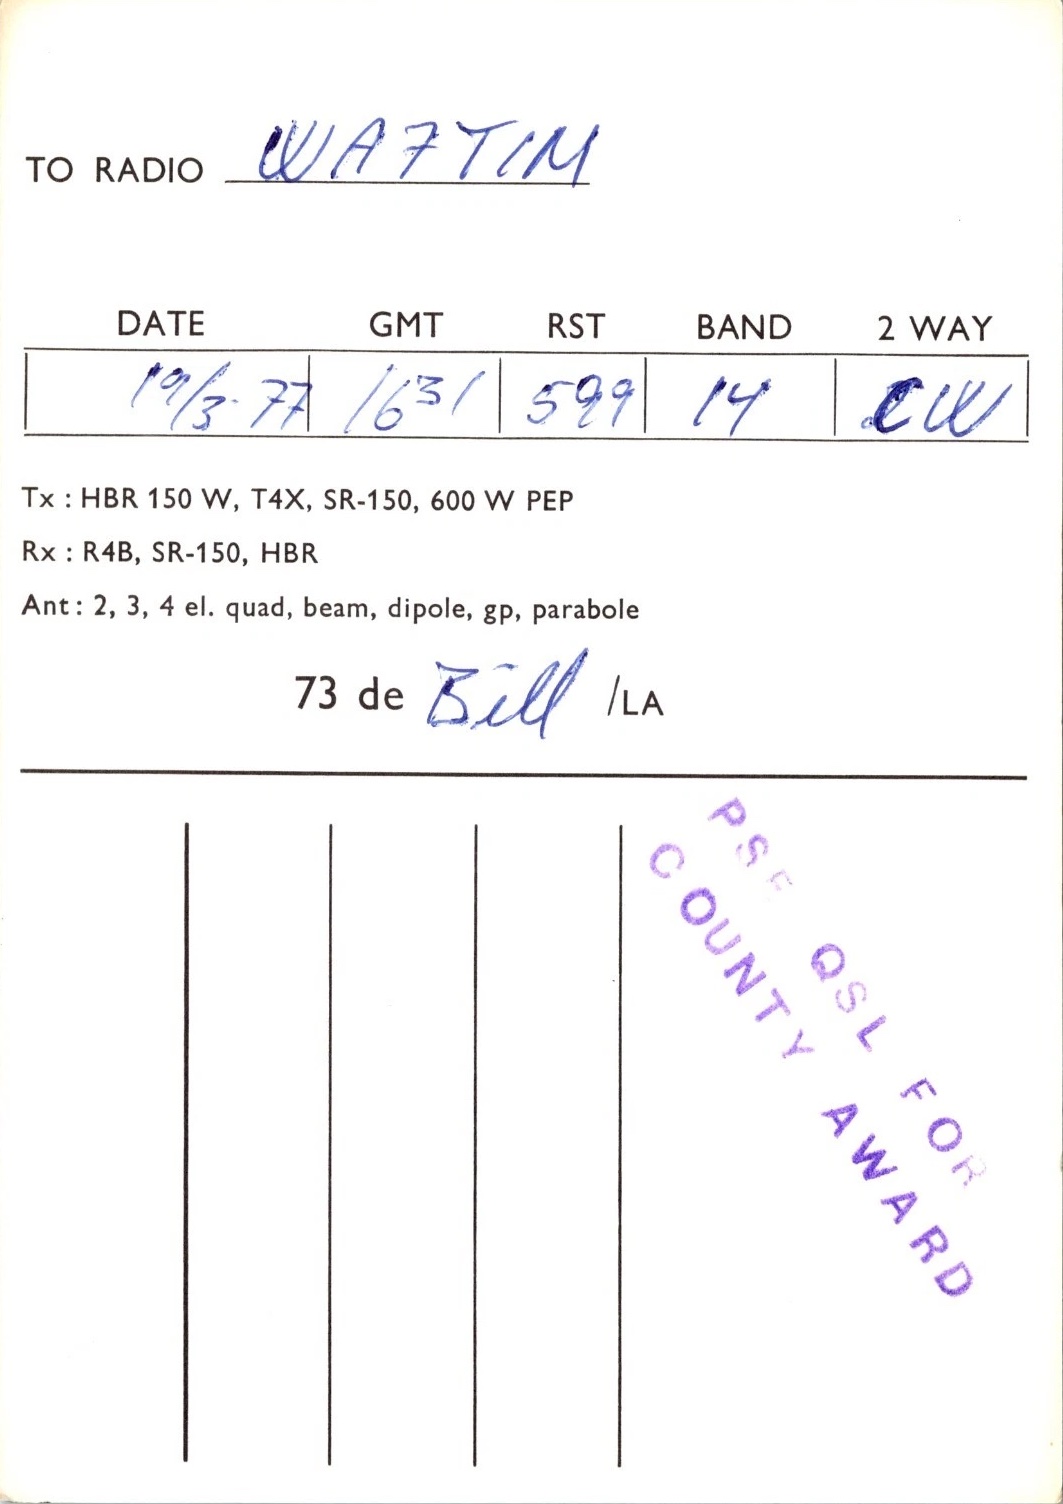 TO RADIO WA7TIM
DATE GMT RST BAND 2 WAY
19/3-77 1631 599 14 CW
Tx : HBR 150 W, T4X, SR-150, 600 W PEP
Rx : R4B, SR-150, HBR
Ant : 2, 3, 4 el. quad, beam, dipole, gp, parabole
73 de Bill /LA
PSE QSL FOR
COUNTY AWARD